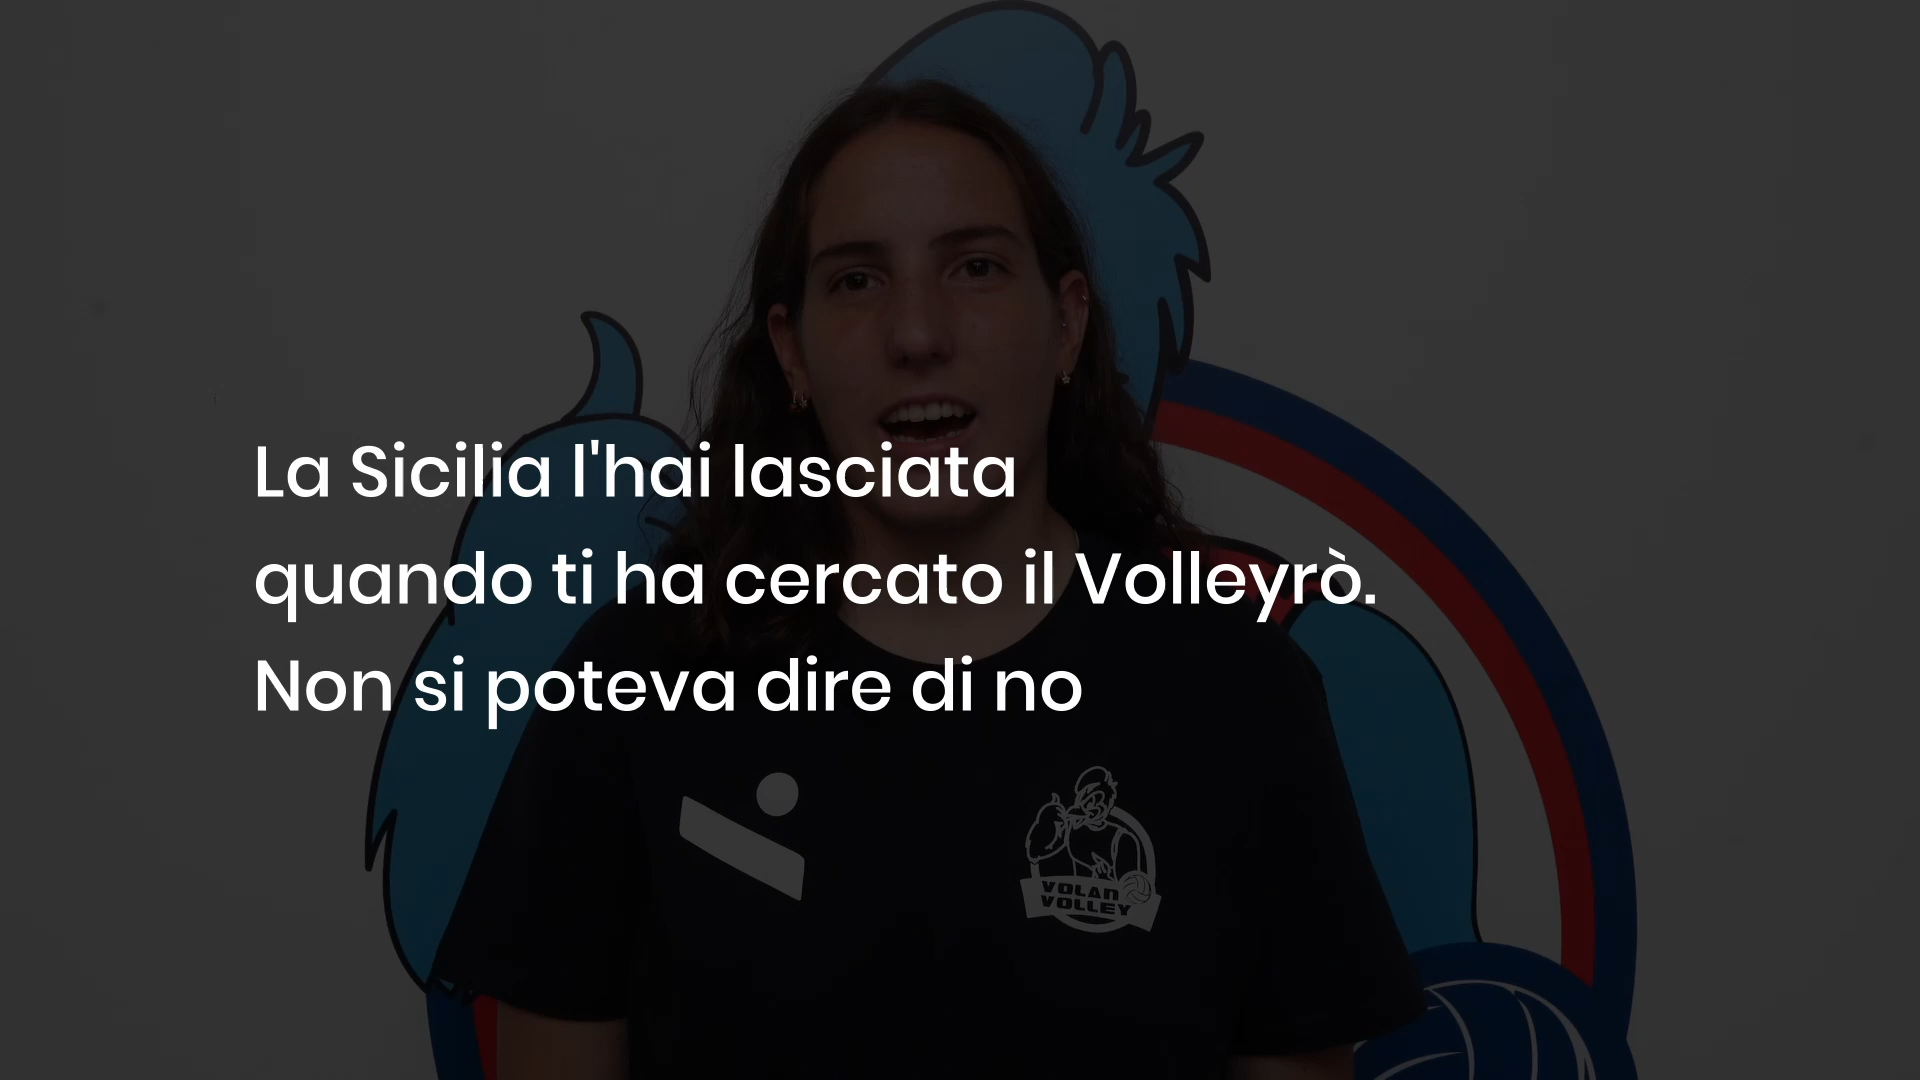 La Sicilia l'hai lasciata
quando ti ha cercato il Volleyrò.
Non si poteva dire di no
VOLAN
VOLLEY